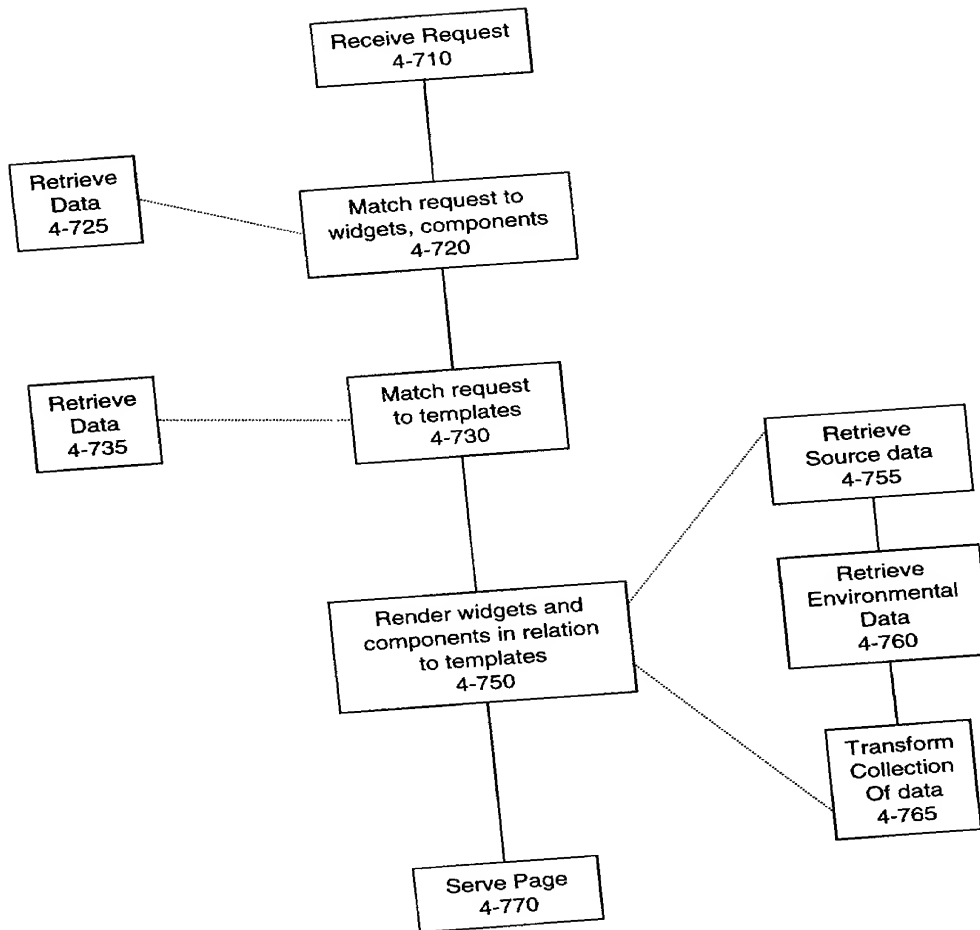 Receive Request
4-710
Retrieve
Data
4-725
Match request to
widgets, components
4-720
Retrieve
Data
4-735
Match request
to templates
4-730
Retrieve
Source data
4-755
Retrieve
Environmental
Data
4-760
Render widgets and
components in relation
to templates
4-750
Transform
Collection
Of data
4-765
Serve Page
4-770